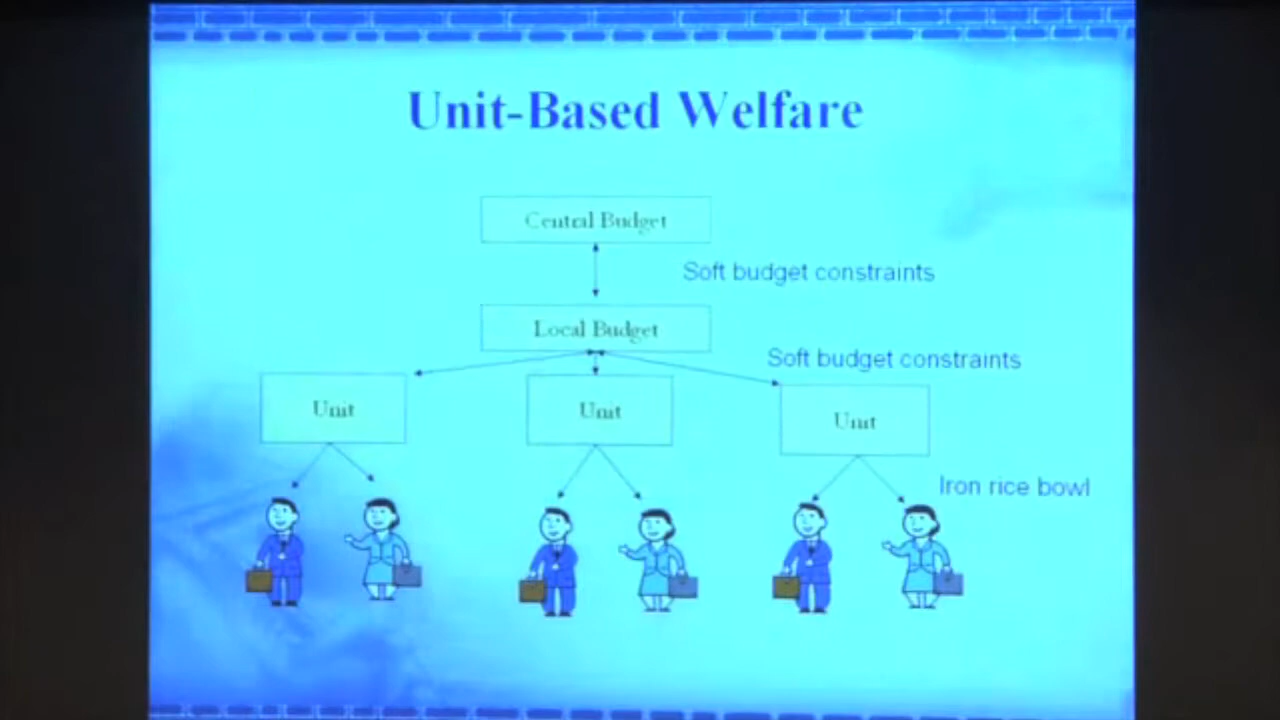 Unit-Based Welfare
Central Budget
Soft budget constraints
Local Budget
Soft budget constraints
Unit
Unit
Unit
Iron rice bowl